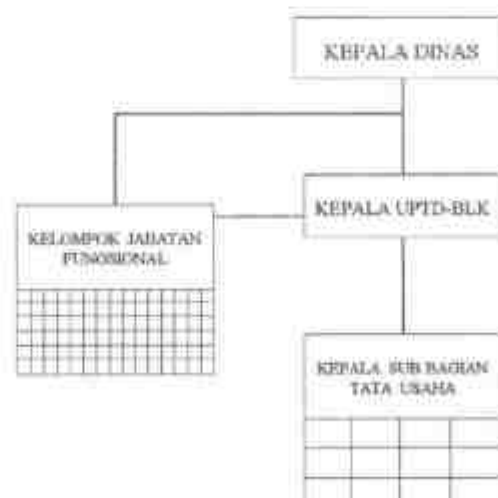 KEPALA DINAS
KEPALA UPTD-BLK
KELOMPOK JABATAN
FUNGSIONAL
KEPALA SUB BAGIAN
TATA USAHA